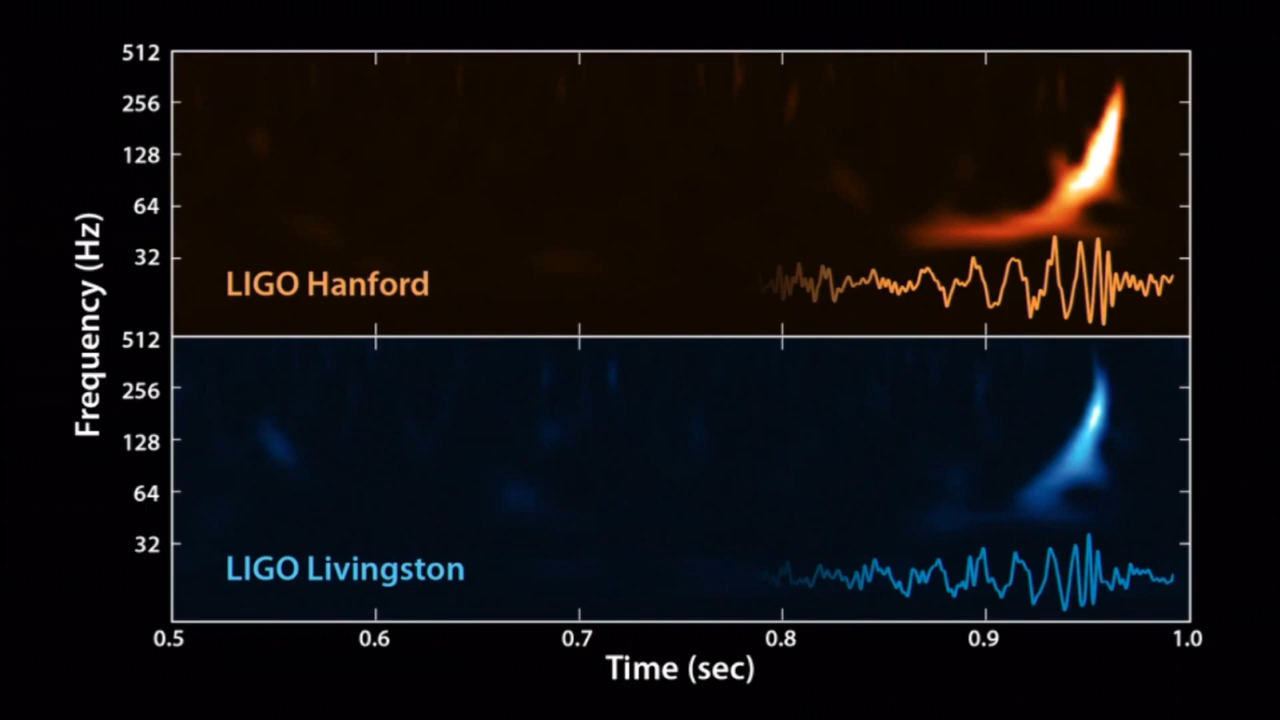 Frequency (Hz)
512
256
128
64
32
LIGO Hanford
512
256
128
64
32
LIGO Livingston
0.5 0.6 0.7 0.8 0.9 1.0
Time (sec)